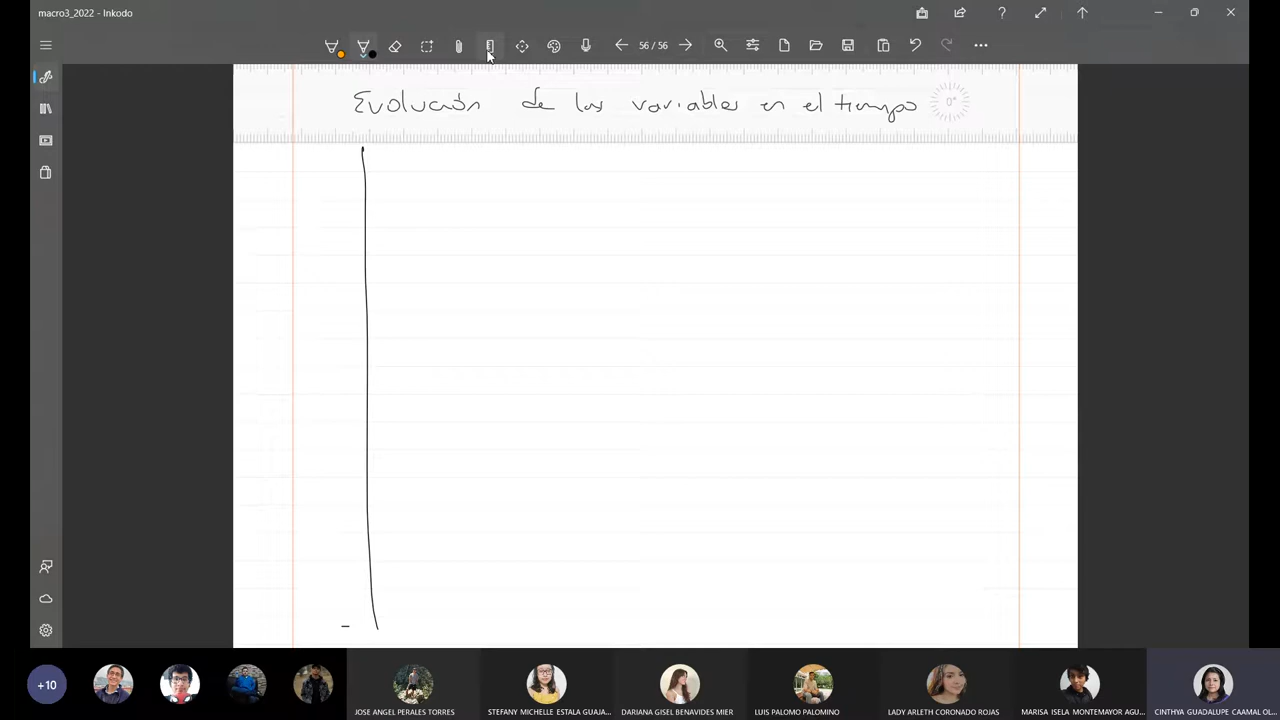 macro3_2022 - Inkodo
56 / 56
Evolución de las variables en el tiempo
0°
+10
JOSE ANGEL PERALES TORRES
STEFANY MICHELLE ESTALA GUAJA...
DARIANA GISEL BENAVIDES MIER
LUIS PALOMO PALOMINO
LADY ARLETH CORONADO ROJAS
MARISA ISELA MONTEMAYOR AGU...
CINTHYA GUADALUPE CAAMAL OL...